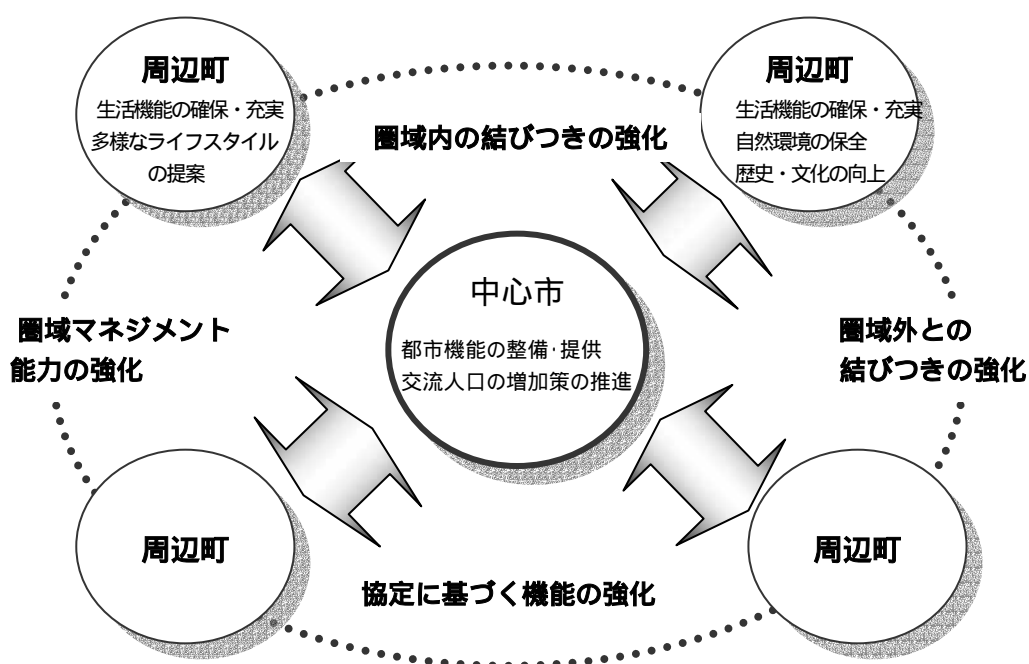 周辺町
生活機能の確保・充実
多様なライフスタイル
の提案
周辺町
生活機能の確保・充実
自然環境の保全
歴史・文化の向上
圏域内の結びつきの強化
中心市
都市機能の整備・提供
交流人口の増加策の推進
圏域マネジメント
能力の強化
圏域外との
結びつきの強化
周辺町
周辺町
協定に基づく機能の強化